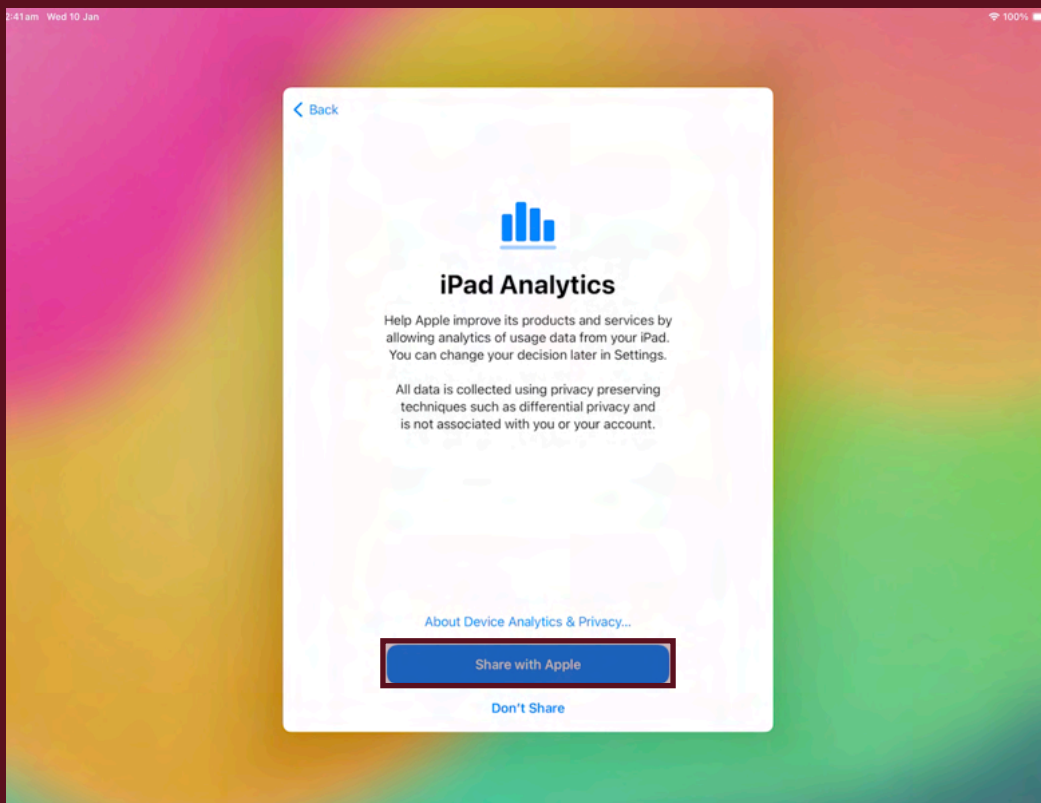 2:41am Wed 10 Jan
100%
Back
iPad Analytics
Help Apple improve its products and services by
allowing analytics of usage data from your iPad.
You can change your decision later in Settings.
All data is collected using privacy preserving
techniques such as differential privacy and
is not associated with you or your account.
About Device Analytics & Privacy...
Share with Apple
Don't Share